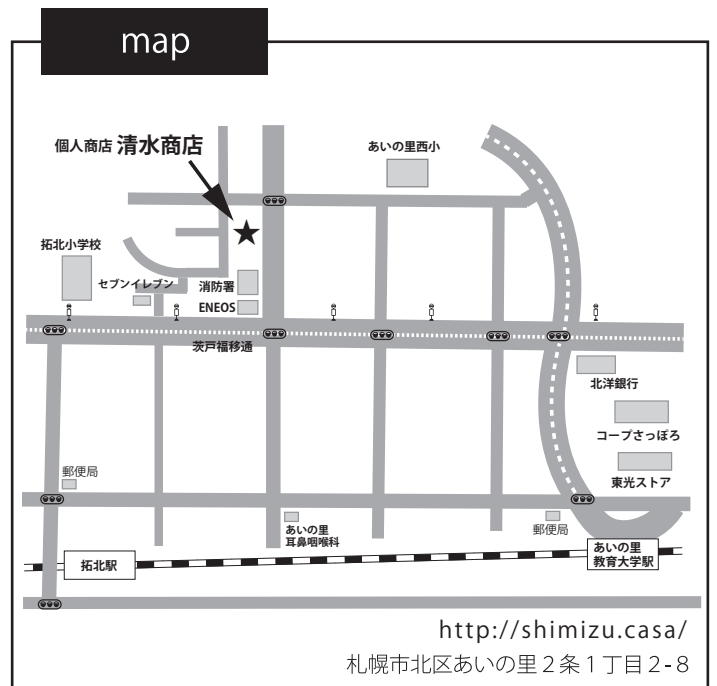 map
個人商店 清水商店
あいの里西小
拓北小学校
セブンイレブン
消防署
ENEOS
茨戸福移通
北洋銀行
コープさっぽろ
東光ストア
郵便局
あいの里
耳鼻咽喉科
郵便局
拓北駅
あいの里
教育大学駅
http://shimizu.casa/
札幌市北区あいの里2条1丁目2-8